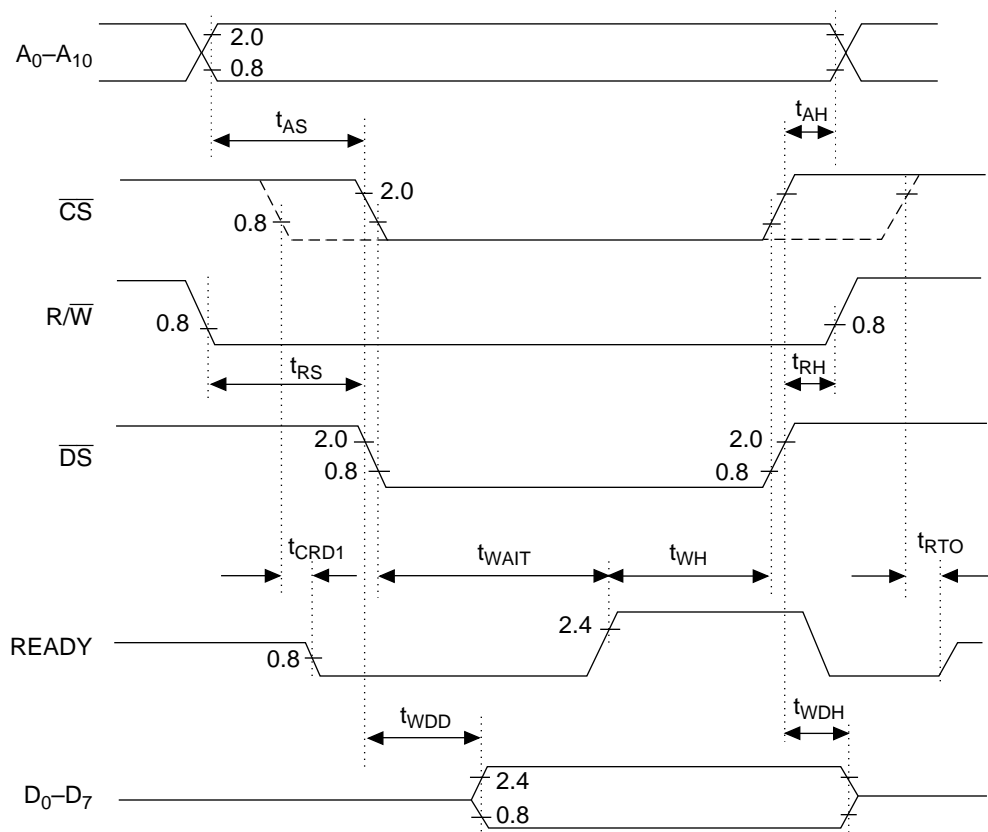 A₀–A₁₀
2.0
0.8
tAS
tAH
C̅S̅
2.0
0.8
R/W̅
0.8
0.8
tRS
tRH
D̅S̅
2.0
2.0
0.8
0.8
tCRD1
tWAIT
tWH
tRTO
READY
2.4
0.8
tWDD
tWDH
D₀–D₇
2.4
0.8